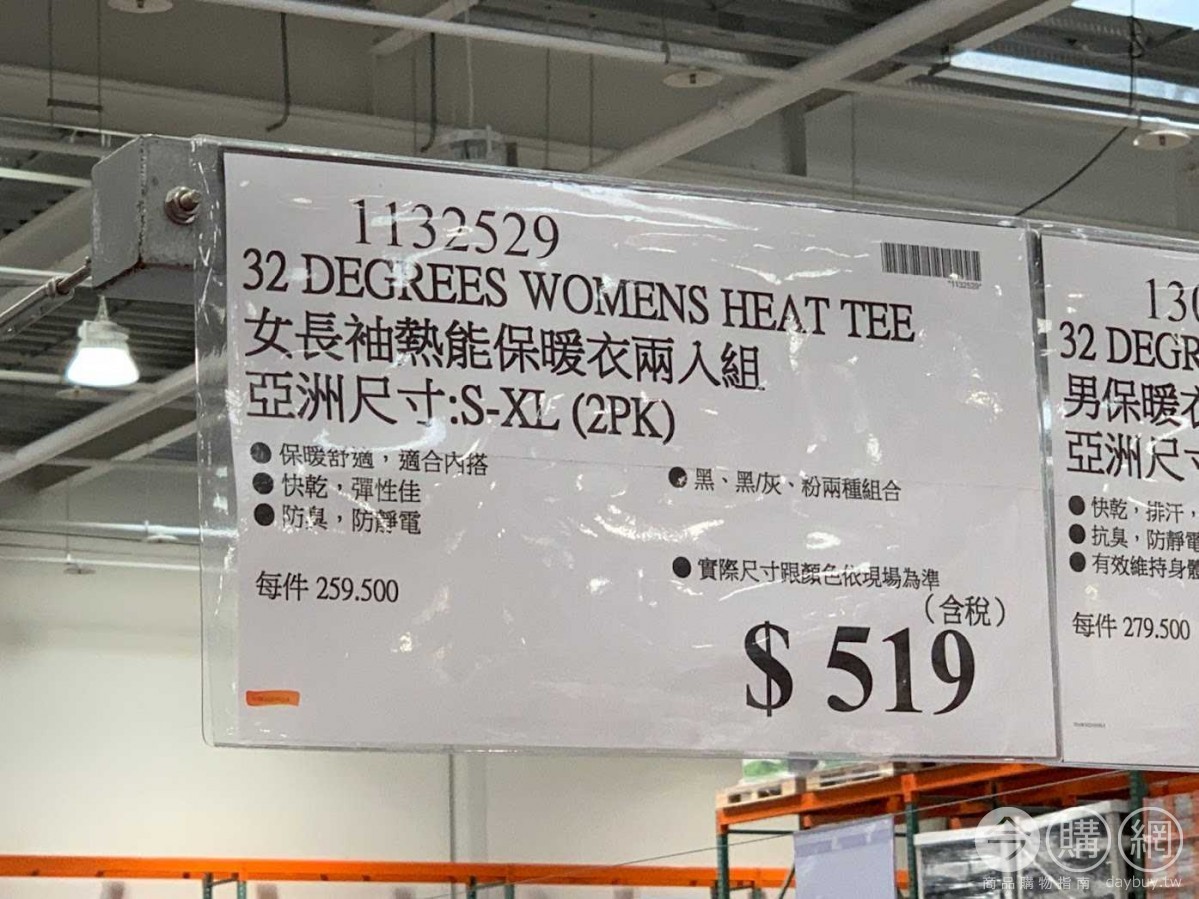 1132529
"1132529"
32 DEGREES WOMENS HEAT TEE
女長袖熱能保暖衣兩入組
亞洲尺寸:S-XL (2PK)
● 保暖舒適，適合內搭
● 快乾，彈性佳
● 防臭，防靜電
● 黑、黑/灰、粉兩種組合
● 實際尺寸跟顏色依現場為準
每件 259.500
（含稅）
$ 519
130
32 DEGR
男保暖衣
亞洲尺寸
● 快乾，排汗，
● 抗臭，防靜電
● 有效維持身體
每件 279.500
今購網
商品購物指南 daybuy.tw